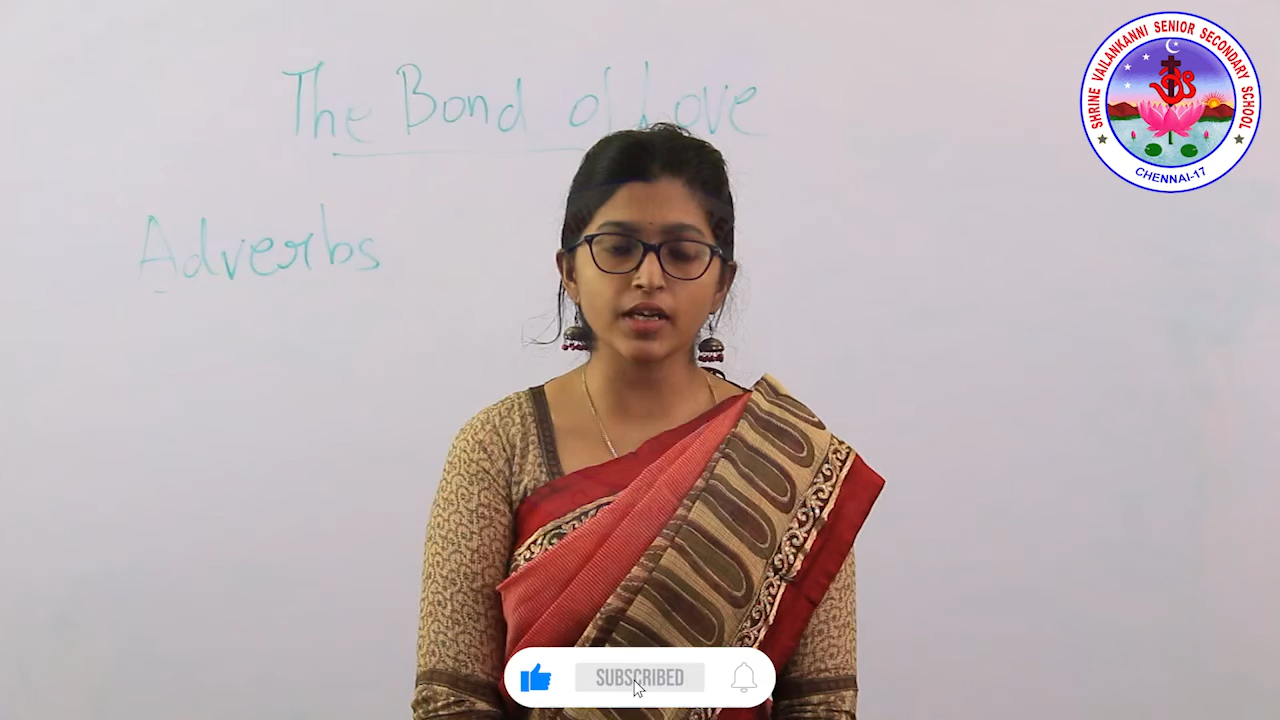 The Bond of Love
Adverbs
SHRINE VAILANKANNI SENIOR SECONDARY SCHOOL
CHENNAI-17
SUBSCRIBED